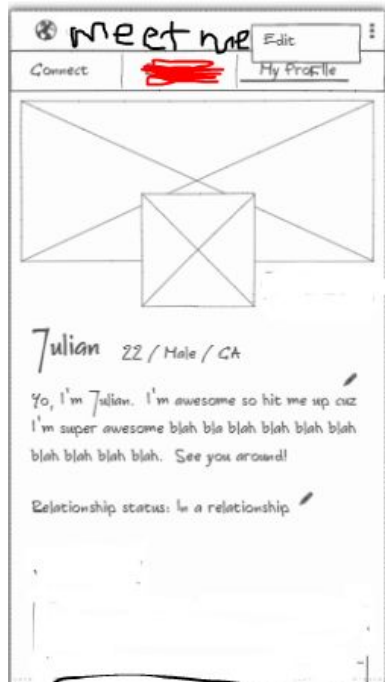 meet me
Edit
Connect
My Profile
Julian 22 / Male / CA
Yo, I'm Julian. I'm awesome so hit me up cuz
I'm super awesome blah bla blah blah blah blah
blah blah blah blah. See you around!
Relationship status: In a relationship